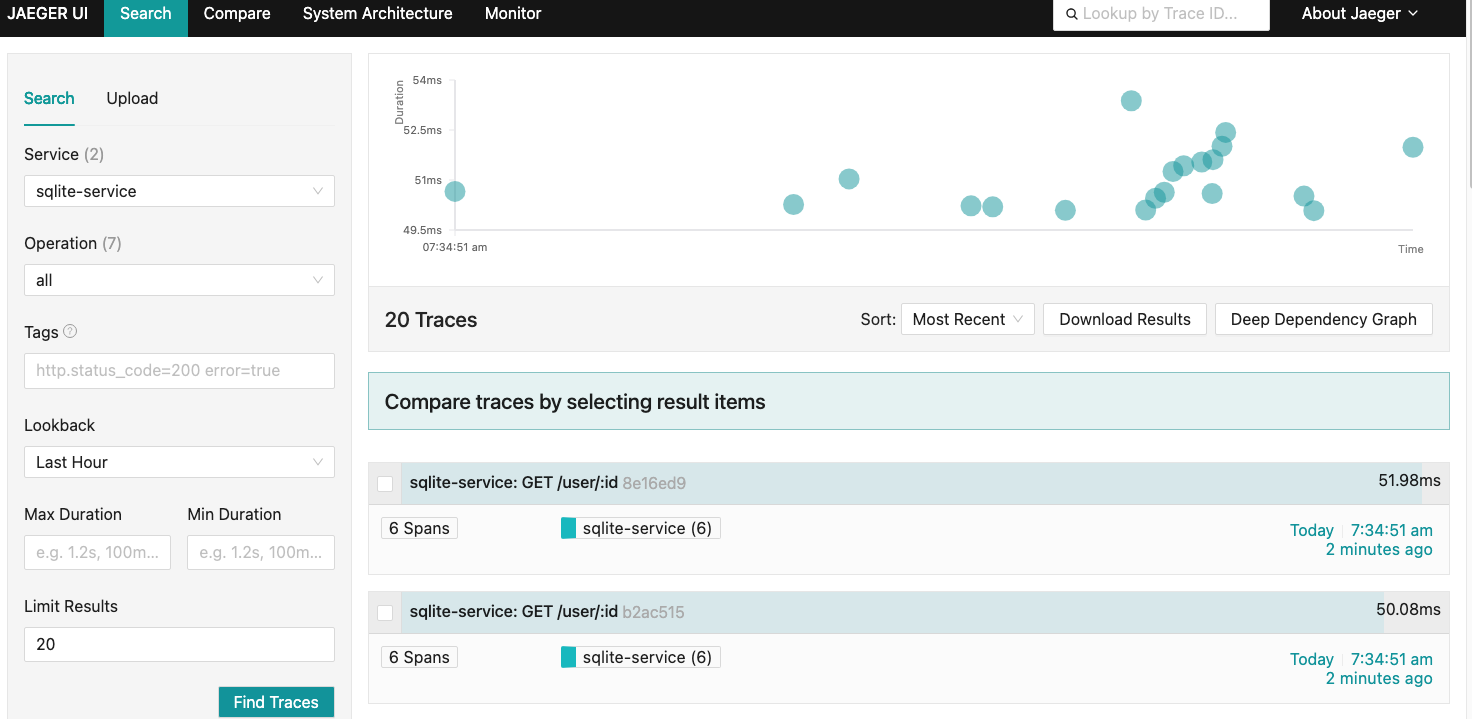 JAEGER UI Search Compare System Architecture Monitor Lookup by Trace ID... About Jaeger
Search Upload
Service (2)
sqlite-service
Operation (7)
all
Tags
http.status_code=200 error=true
Lookback
Last Hour
Max Duration Min Duration
e.g. 1.2s, 100m... e.g. 1.2s, 100m...
Limit Results
20
Find Traces
Duration
54ms
52.5ms
51ms
49.5ms
07:34:51 am
Time
20 Traces Sort: Most Recent Download Results Deep Dependency Graph
Compare traces by selecting result items
sqlite-service: GET /user/:id 8e16ed9 51.98ms
6 Spans sqlite-service (6) Today 7:34:51 am
2 minutes ago
sqlite-service: GET /user/:id b2ac515 50.08ms
6 Spans sqlite-service (6) Today 7:34:51 am
2 minutes ago